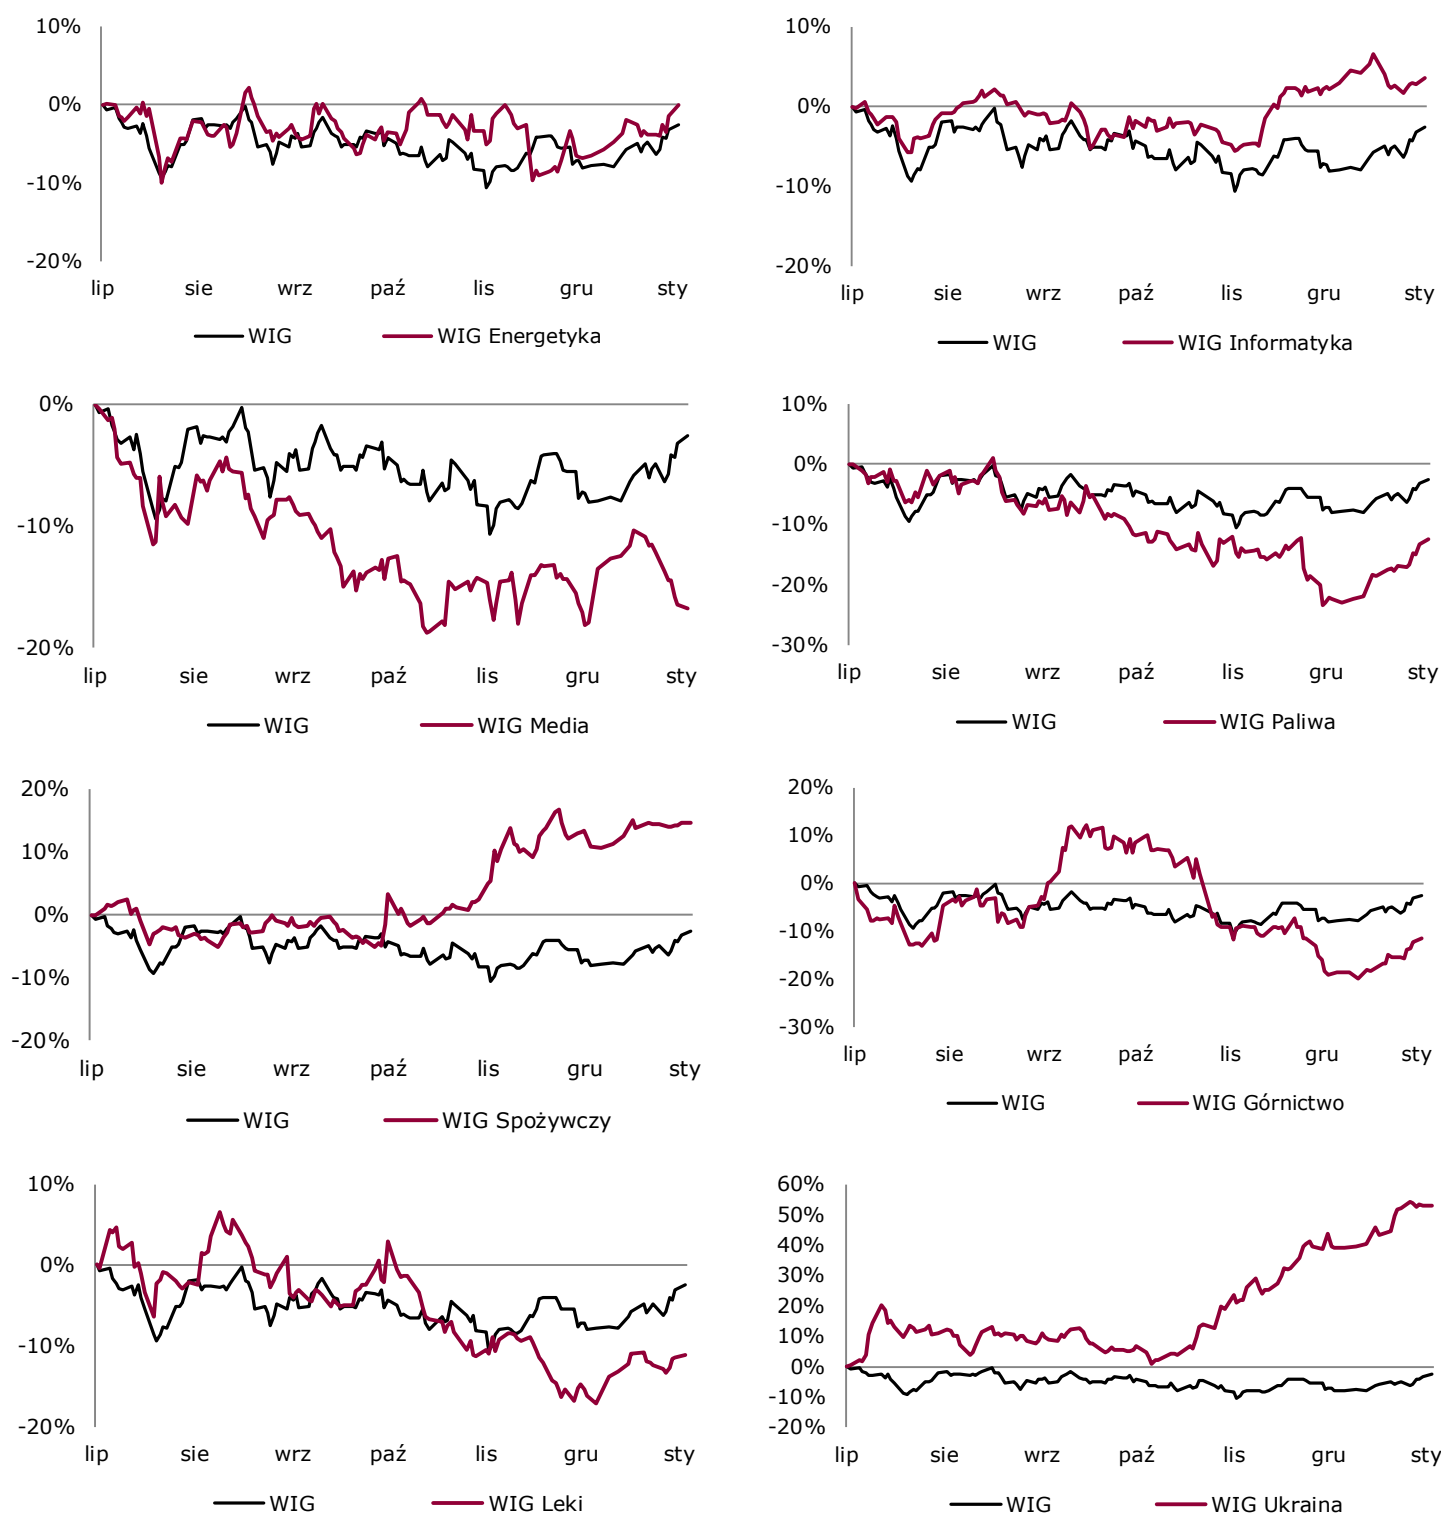 10%
0%
-10%
-20%
lip sie wrz paź lis gru sty
WIG WIG Energetyka
10%
0%
-10%
-20%
lip sie wrz paź lis gru sty
WIG WIG Informatyka
0%
-10%
-20%
lip sie wrz paź lis gru sty
WIG WIG Media
10%
0%
-10%
-20%
-30%
lip sie wrz paź lis gru sty
WIG WIG Paliwa
20%
10%
0%
-10%
-20%
lip sie wrz paź lis gru sty
WIG WIG Spożywczy
20%
10%
0%
-10%
-20%
-30%
lip sie wrz paź lis gru sty
WIG WIG Górnictwo
10%
0%
-10%
-20%
lip sie wrz paź lis gru sty
WIG WIG Leki
60%
50%
40%
30%
20%
10%
0%
-10%
-20%
lip sie wrz paź lis gru sty
WIG WIG Ukraina